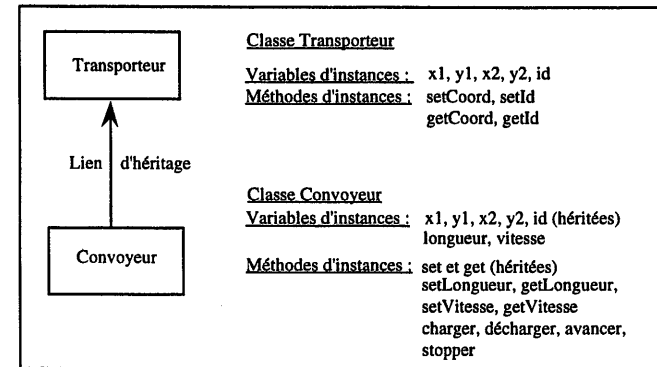 Transporteur
Classe Transporteur
Variables d'instances : x1, y1, x2, y2, id
Méthodes d'instances : setCoord, setId
getCoord, getId
Lien d'héritage
Convoyeur
Classe Convoyeur
Variables d'instances : x1, y1, x2, y2, id (héritées)
longueur, vitesse
Méthodes d'instances : set et get (héritées)
setLongueur, getLongueur,
setVitesse, getVitesse
charger, décharger, avancer,
stopper